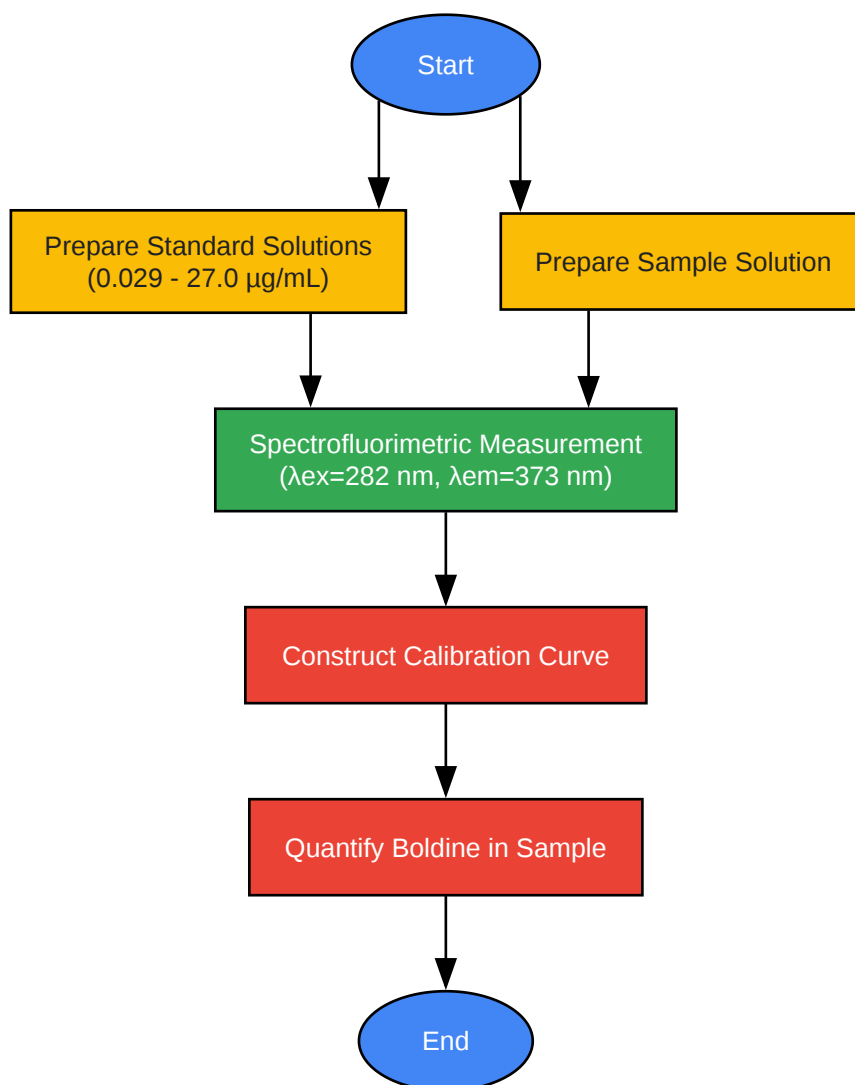 Start
Prepare Standard Solutions
(0.029 - 27.0 µg/mL)
Prepare Sample Solution
Spectrofluorimetric Measurement
(λex=282 nm, λem=373 nm)
Construct Calibration Curve
Quantify Boldine in Sample
End